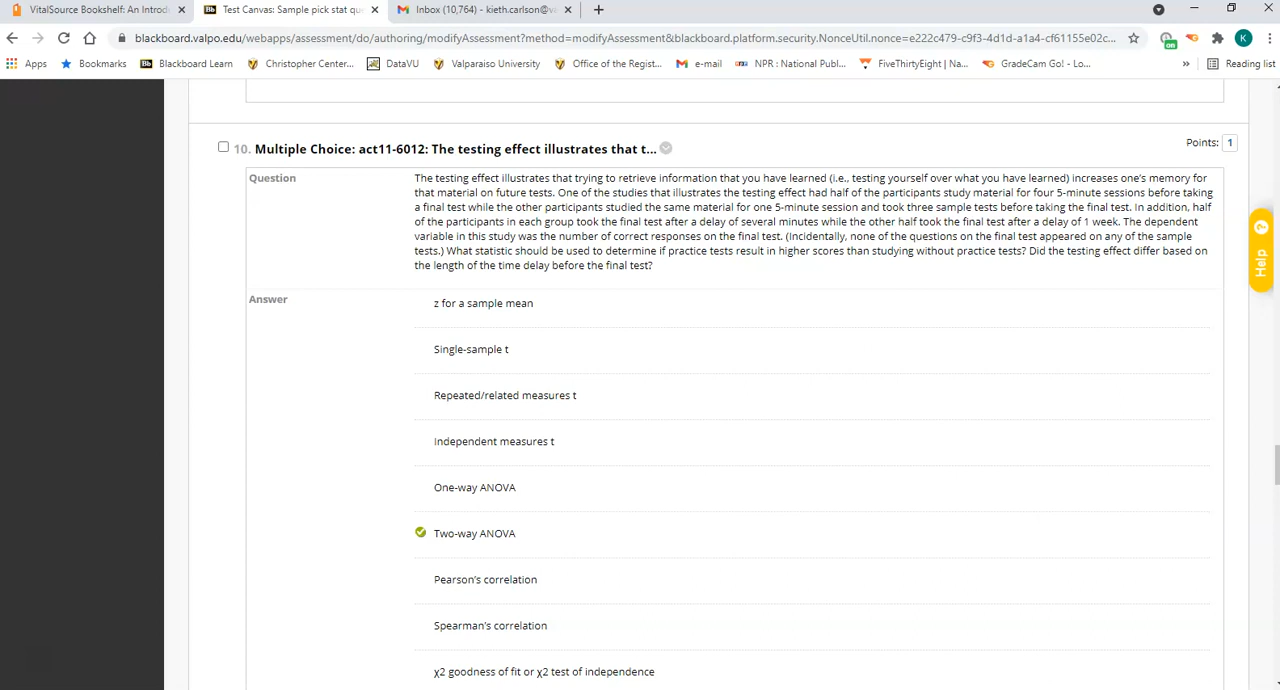 VitalSource Bookshelf: An Introd
Test Canvas: Sample pick stat qu
Inbox (10,764) - kieth.carlson@v
blackboard.valpo.edu/webapps/assessment/do/authoring/modifyAssessment?method=modifyAssessment&blackboard.platform.security.NonceUtil.nonce=e222c479-c9f3-4d1d-a1a4-cf61155e02c...
K
Apps Bookmarks Bb Blackboard Learn Christopher Center... DataVU Valparaiso University Office of the Regist... e-mail NPR : National Publ... FiveThirtyEight | Na... GradeCam Go! - Lo... » Reading list
10. Multiple Choice: act11-6012: The testing effect illustrates that t...
Points: 1
Question
The testing effect illustrates that trying to retrieve information that you have learned (i.e., testing yourself over what you have learned) increases one's memory for
that material on future tests. One of the studies that illustrates the testing effect had half of the participants study material for four 5-minute sessions before taking
a final test while the other participants studied the same material for one 5-minute session and took three sample tests before taking the final test. In addition, half
of the participants in each group took the final test after a delay of several minutes while the other half took the final test after a delay of 1 week. The dependent
variable in this study was the number of correct responses on the final test. (Incidentally, none of the questions on the final test appeared on any of the sample
tests.) What statistic should be used to determine if practice tests result in higher scores than studying without practice tests? Did the testing effect differ based on
the length of the time delay before the final test?
Help ?
Answer
z for a sample mean
Single-sample t
Repeated/related measures t
Independent measures t
One-way ANOVA
Two-way ANOVA
Pearson's correlation
Spearman's correlation
χ2 goodness of fit or χ2 test of independence